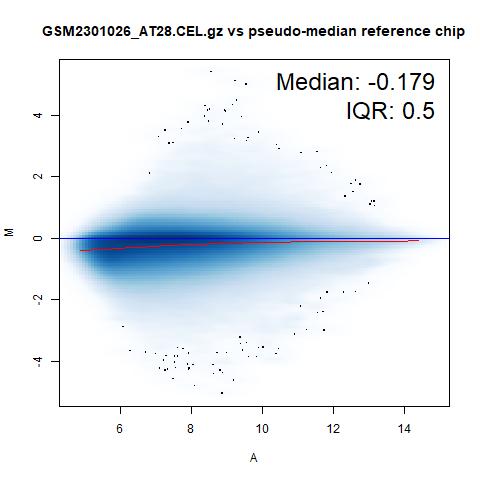 GSM2301026_AT28.CEL.gz vs pseudo-median reference chip
Median: -0.179
IQR: 0.5
4
2
0
-2
-4
M
6 8 10 12 14
A